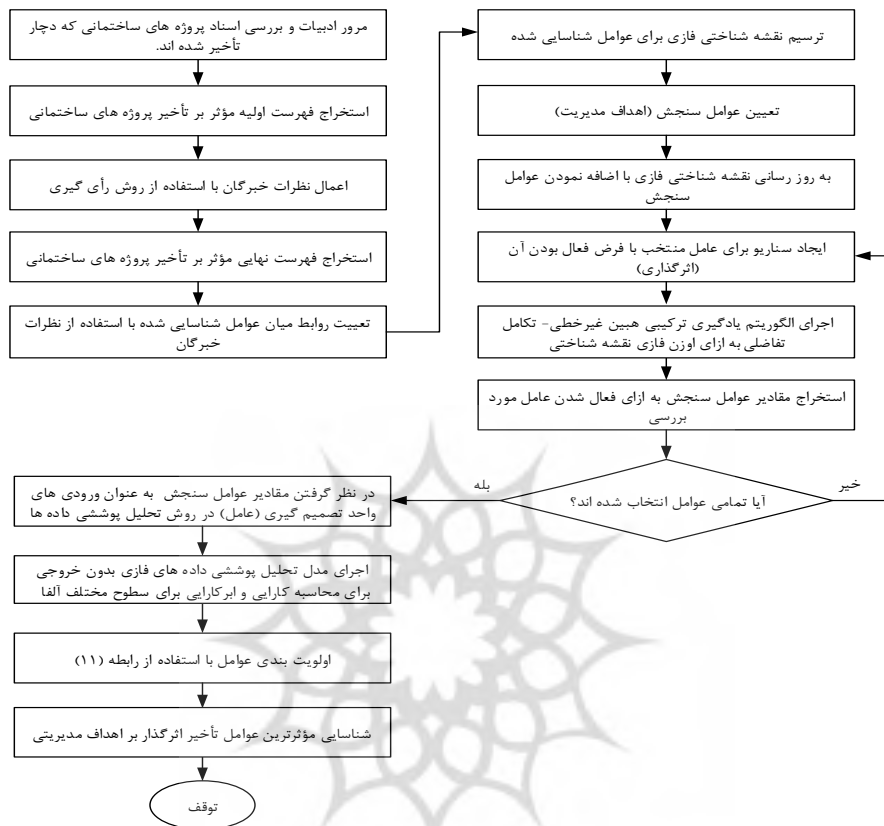 مرور ادبیات و بررسی اسناد پروژه های ساختمانی که دچار
تأخیر شده اند.
استخراج فهرست اولیه مؤثر بر تأخیر پروژه های ساختمانی
اعمال نظرات خبرگان با استفاده از روش رأی گیری
استخراج فهرست نهایی مؤثر بر تأخیر پروژه های ساختمانی
تعییت روابط میان عوامل شناسایی شده با استفاده از نظرات
خبرگان
ترسیم نقشه شناختی فازی برای عوامل شناسایی شده
تعیین عوامل سنجش (اهداف مدیریت)
به روز رسانی نقشه شناختی فازی با اضافه نمودن عوامل
سنجش
ایجاد سناریو برای عامل منتخب با فرض فعال بودن آن
(اثرگذاری)
اجرای الگوریتم یادگیری ترکیبی هبین غیرخطی- تکامل
تفاضلی به ازای اوزن فازی نقشه شناختی
استخراج مقادیر عوامل سنجش به ازای فعال شدن عامل مورد
بررسی
آیا تمامی عوامل انتخاب شده اند؟
خیر
بله
در نظر گرفتن مقادیر عوامل سنجش به عنوان ورودی های
واحد تصمیم گیری (عامل) در روش تحلیل پوششی داده ها
اجرای مدل تحلیل پوششی داده های فازی بدون خروجی
برای محاسبه کارایی و ابرکارایی برای سطوح مختلف آلفا
اولویت بندی عوامل با استفاده از رابطه (۱۱)
شناسایی مؤثرترین عوامل تأخیر اثرگذار بر اهداف مدیریتی
توقف